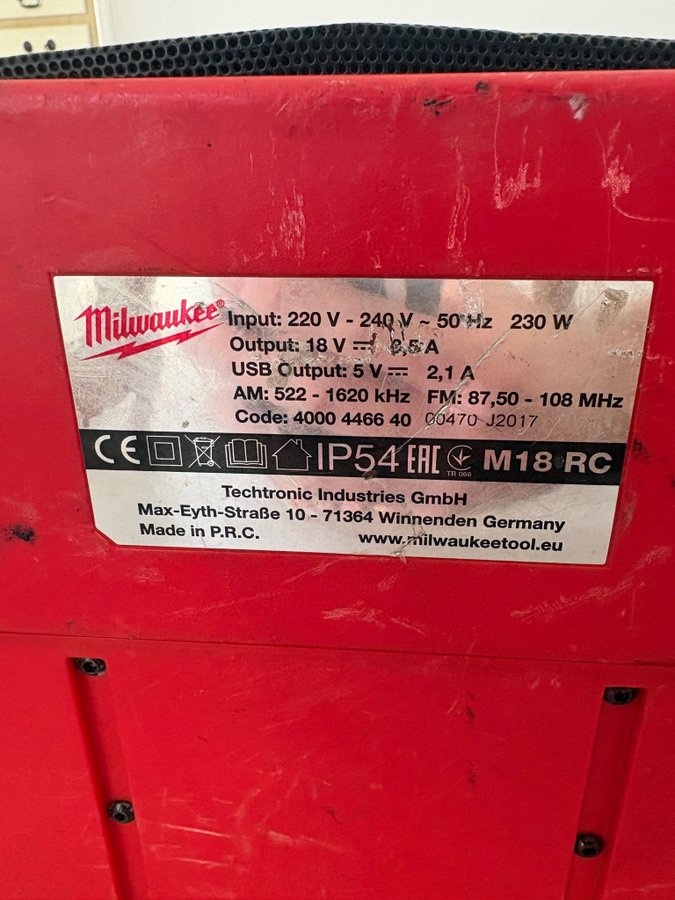 Milwaukee®
Input: 220 V - 240 V ~ 50 Hz 230 W
Output: 18 V ⎓ A
USB Output: 5 V ⎓ 2,1 A
AM: 522 - 1620 kHz FM: 87,50 - 108 MHz
Code: 4000 4466 40 00470 J2017
CE IP54 EAC TR 066 M18 RC
Techtronic Industries GmbH
Max-Eyth-Straße 10 - 71364 Winnenden Germany
Made in P.R.C. www.milwaukeetool.eu